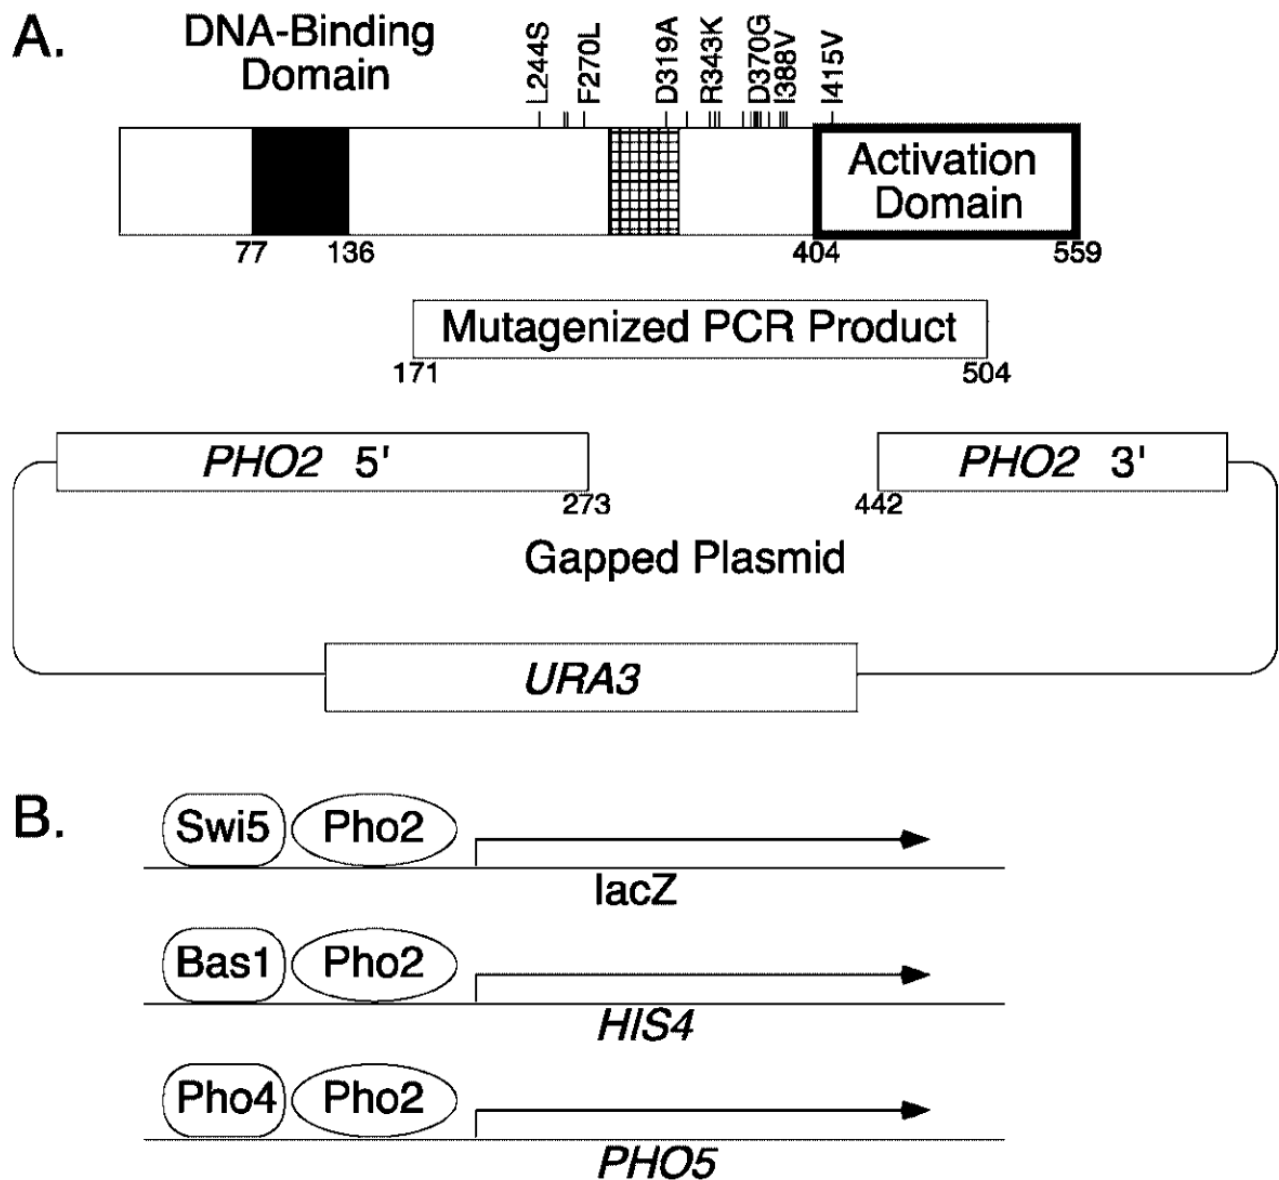 A.
DNA-Binding
Domain
L244S
F270L
D319A
R343K
D370G
I388V
I415V
Activation
Domain
77
136
404
559
Mutagenized PCR Product
171
504
PHO2 5'
PHO2 3'
273
442
Gapped Plasmid
URA3
B.
Swi5
Pho2
lacZ
Bas1
Pho2
HIS4
Pho4
Pho2
PHO5